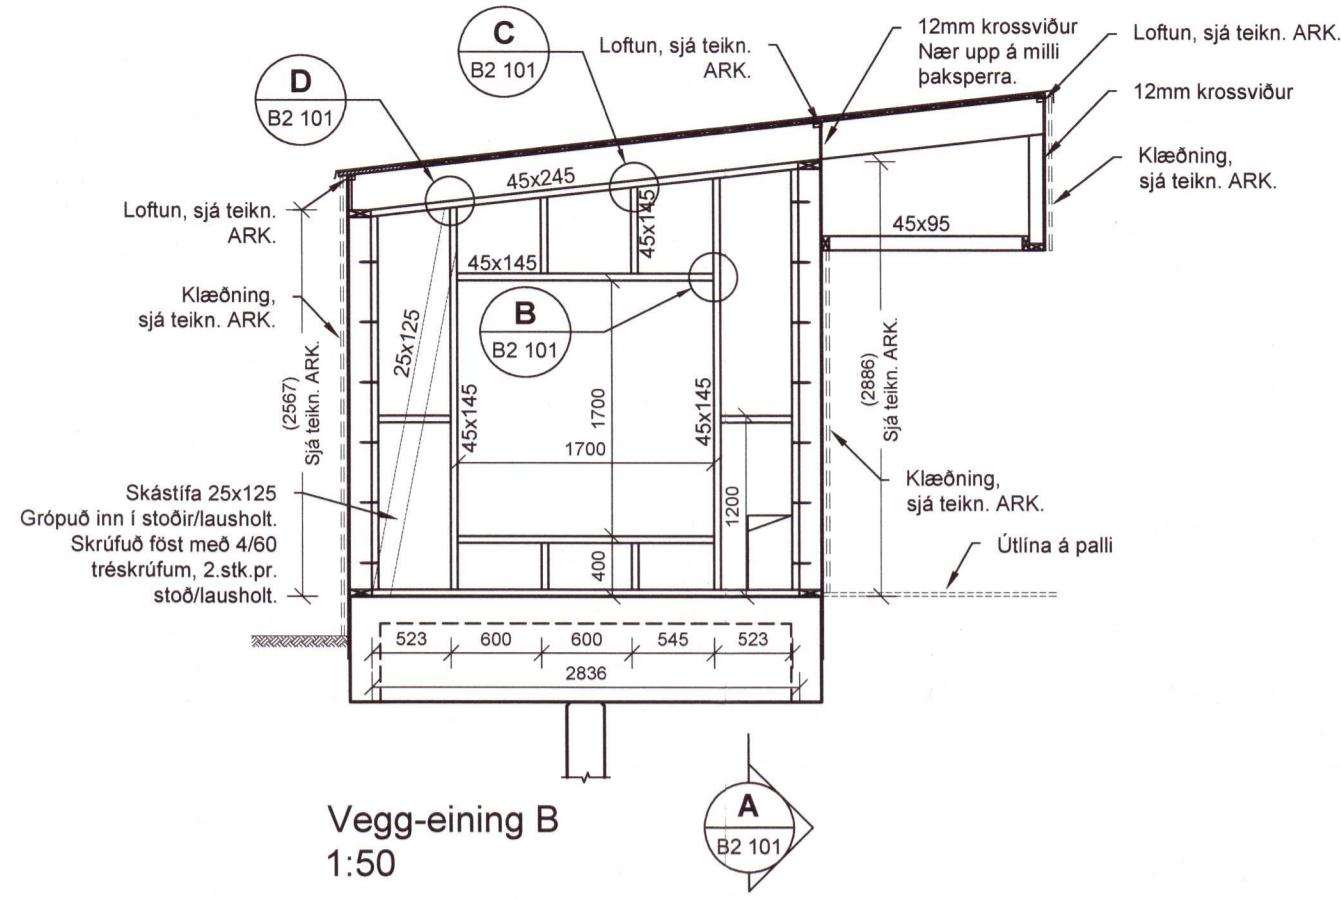 C
B2 101
D
B2 101
Loftun, sjá teikn.
ARK.
12mm krossviður
Nær upp á milli
þaksperra.
Loftun, sjá teikn. ARK.
12mm krossviður
Klæðning,
sjá teikn. ARK.
45x245
Loftun, sjá teikn.
ARK.
45x145
45x95
45x145
Klæðning,
sjá teikn. ARK.
B
B2 101
25x125
(2567)
Sjá teikn. ARK.
(2886)
Sjá teikn. ARK.
45x145
1700
45x145
1700
1200
Klæðning,
sjá teikn. ARK.
Skástífa 25x125
Grópuð inn í stoðir/lausholt.
Skrúfuð föst með 4/60
tréskrúfum, 2.stk.pr.
stoð/lausholt.
400
Útlína á palli
523
600
600
545
523
2836
Vegg-eining B
1:50
A
B2 101